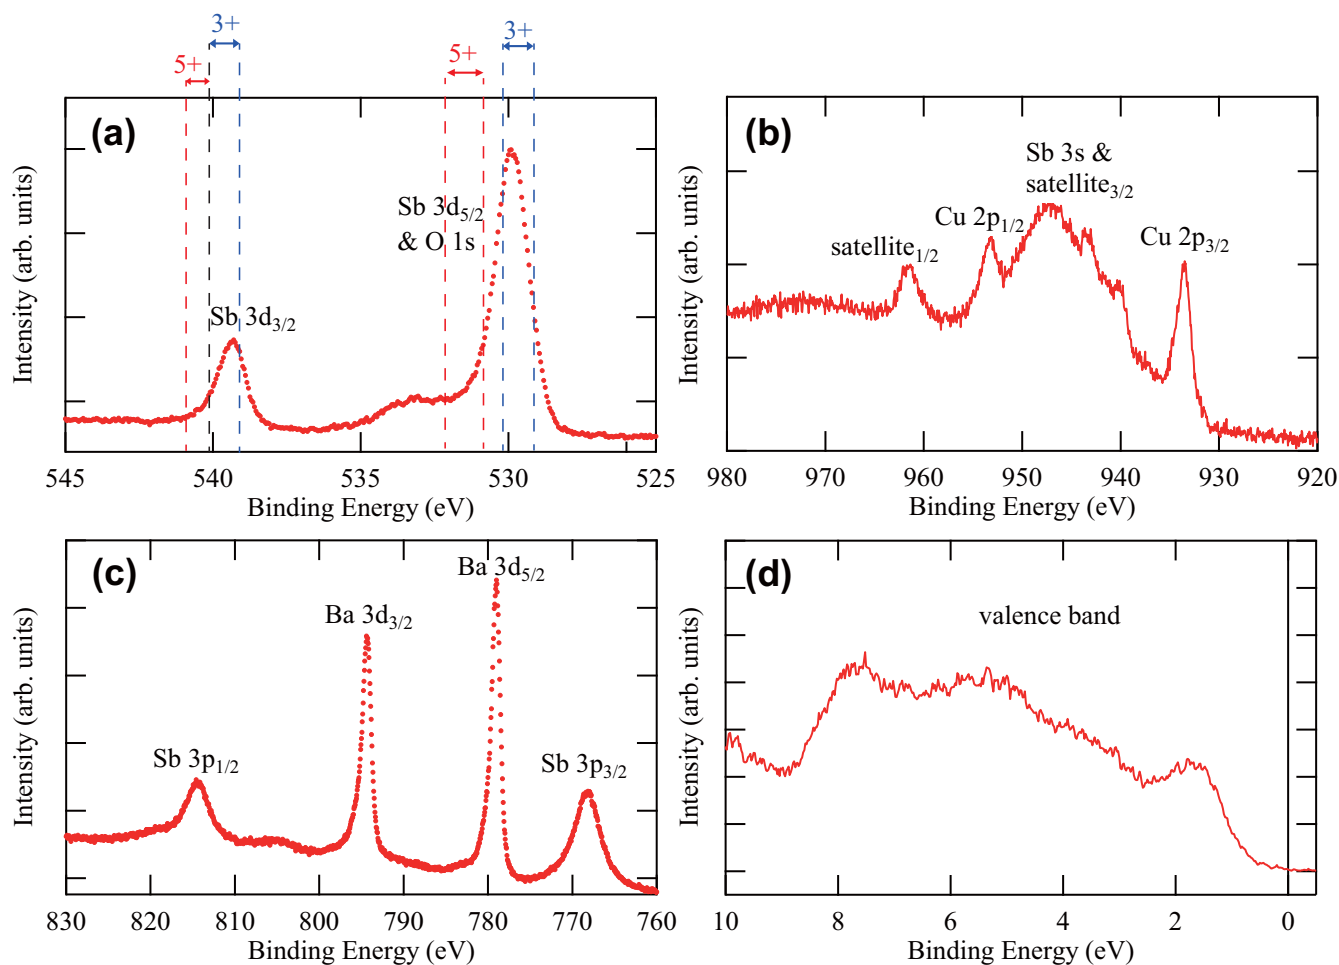 3+
5+
5+
3+
(a)
Sb 3d5/2
& O 1s
Sb 3d3/2
Intensity (arb. units)
545 540 535 530 525
Binding Energy (eV)
(b)
Sb 3s &
satellite3/2
Cu 2p1/2
satellite1/2
Cu 2p3/2
Intensity (arb. units)
980 970 960 950 940 930 920
Binding Energy (eV)
(c)
Ba 3d5/2
Ba 3d3/2
Sb 3p1/2
Sb 3p3/2
Intensity (arb. units)
830 820 810 800 790 780 770 760
Binding Energy (eV)
(d)
valence band
Intensity (arb. units)
10 8 6 4 2 0
Binding Energy (eV)